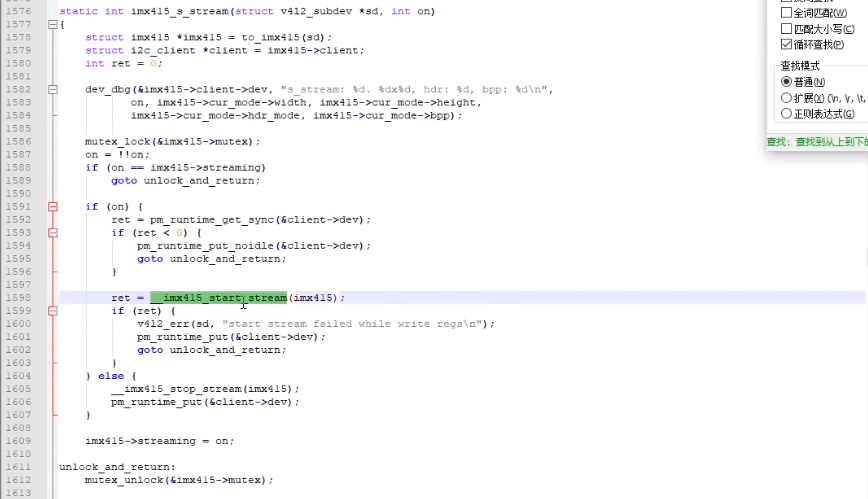 1576 static int imx415_s_stream(struct v4l2_subdev *sd, int on)
1577 {
1578 struct imx415 *imx415 = to_imx415(sd);
1579 struct i2c_client *client = imx415->client;
1580 int ret = 0;
1581
1582 dev_dbg(&imx415->client->dev, "s_stream: %d. %dx%d, hdr: %d, bpp: %d\n",
1583 on, imx415->cur_mode->width, imx415->cur_mode->height,
1584 imx415->cur_mode->hdr_mode, imx415->cur_mode->bpp);
1585
1586 mutex_lock(&imx415->mutex);
1587 on = !!on;
1588 if (on == imx415->streaming)
1589 goto unlock_and_return;
1590
1591 if (on) {
1592 ret = pm_runtime_get_sync(&client->dev);
1593 if (ret < 0) {
1594 pm_runtime_put_noidle(&client->dev);
1595 goto unlock_and_return;
1596 }
1597
1598 ret = __imx415_start_stream(imx415);
1599 if (ret) {
1600 v4l2_err(sd, "start stream failed while write regs\n");
1601 pm_runtime_put(&client->dev);
1602 goto unlock_and_return;
1603 }
1604 } else {
1605 __imx415_stop_stream(imx415);
1606 pm_runtime_put(&client->dev);
1607 }
1608
1609 imx415->streaming = on;
1610
1611 unlock_and_return:
1612 mutex_unlock(&imx415->mutex);
1613
全词匹配(W)
匹配大小写(C)
循环查找(P)
查找模式
普通(N)
扩展(X) (\n, \r, \t,
正则表达式(G)
查找: 查找到从上到下的